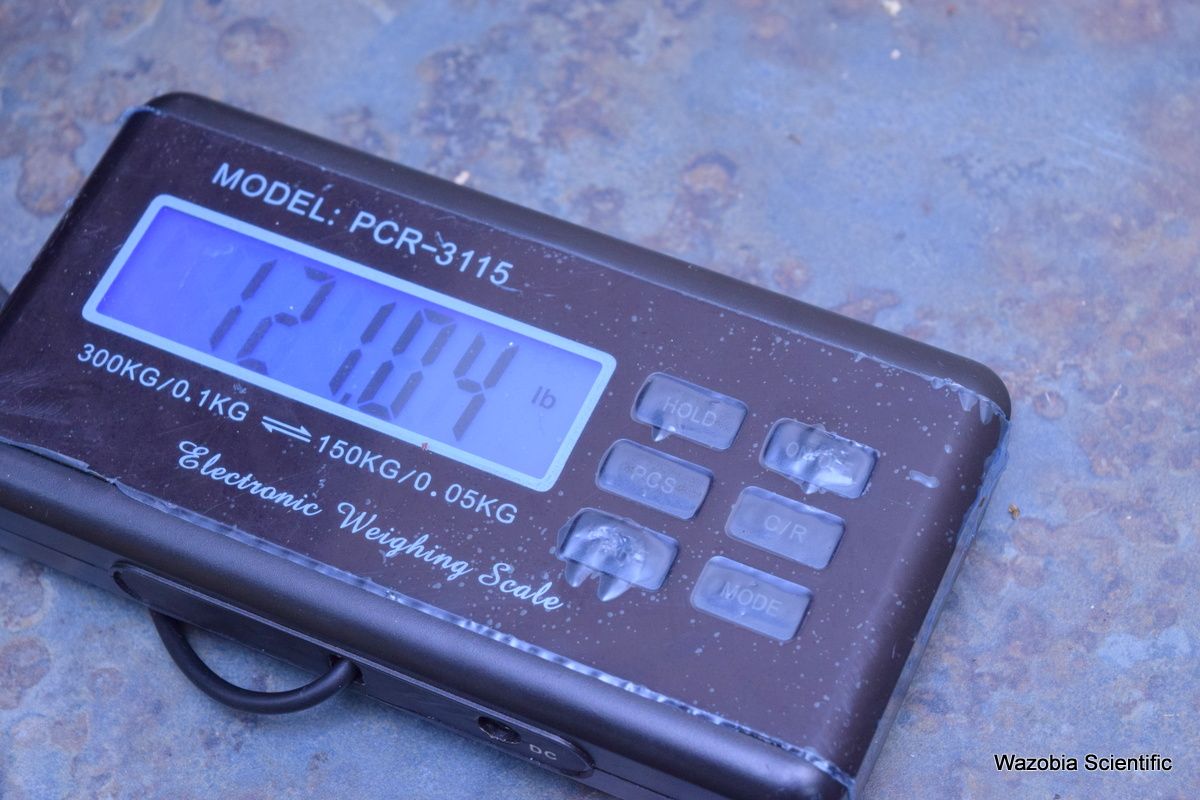 MODEL: PCR-3115
121.04 lb
300KG/0.1KG ⇌ 150KG/0.05KG
Electronic Weighing Scale
HOLD
PCS
C/R
MODE
DC
Wazobia Scientific